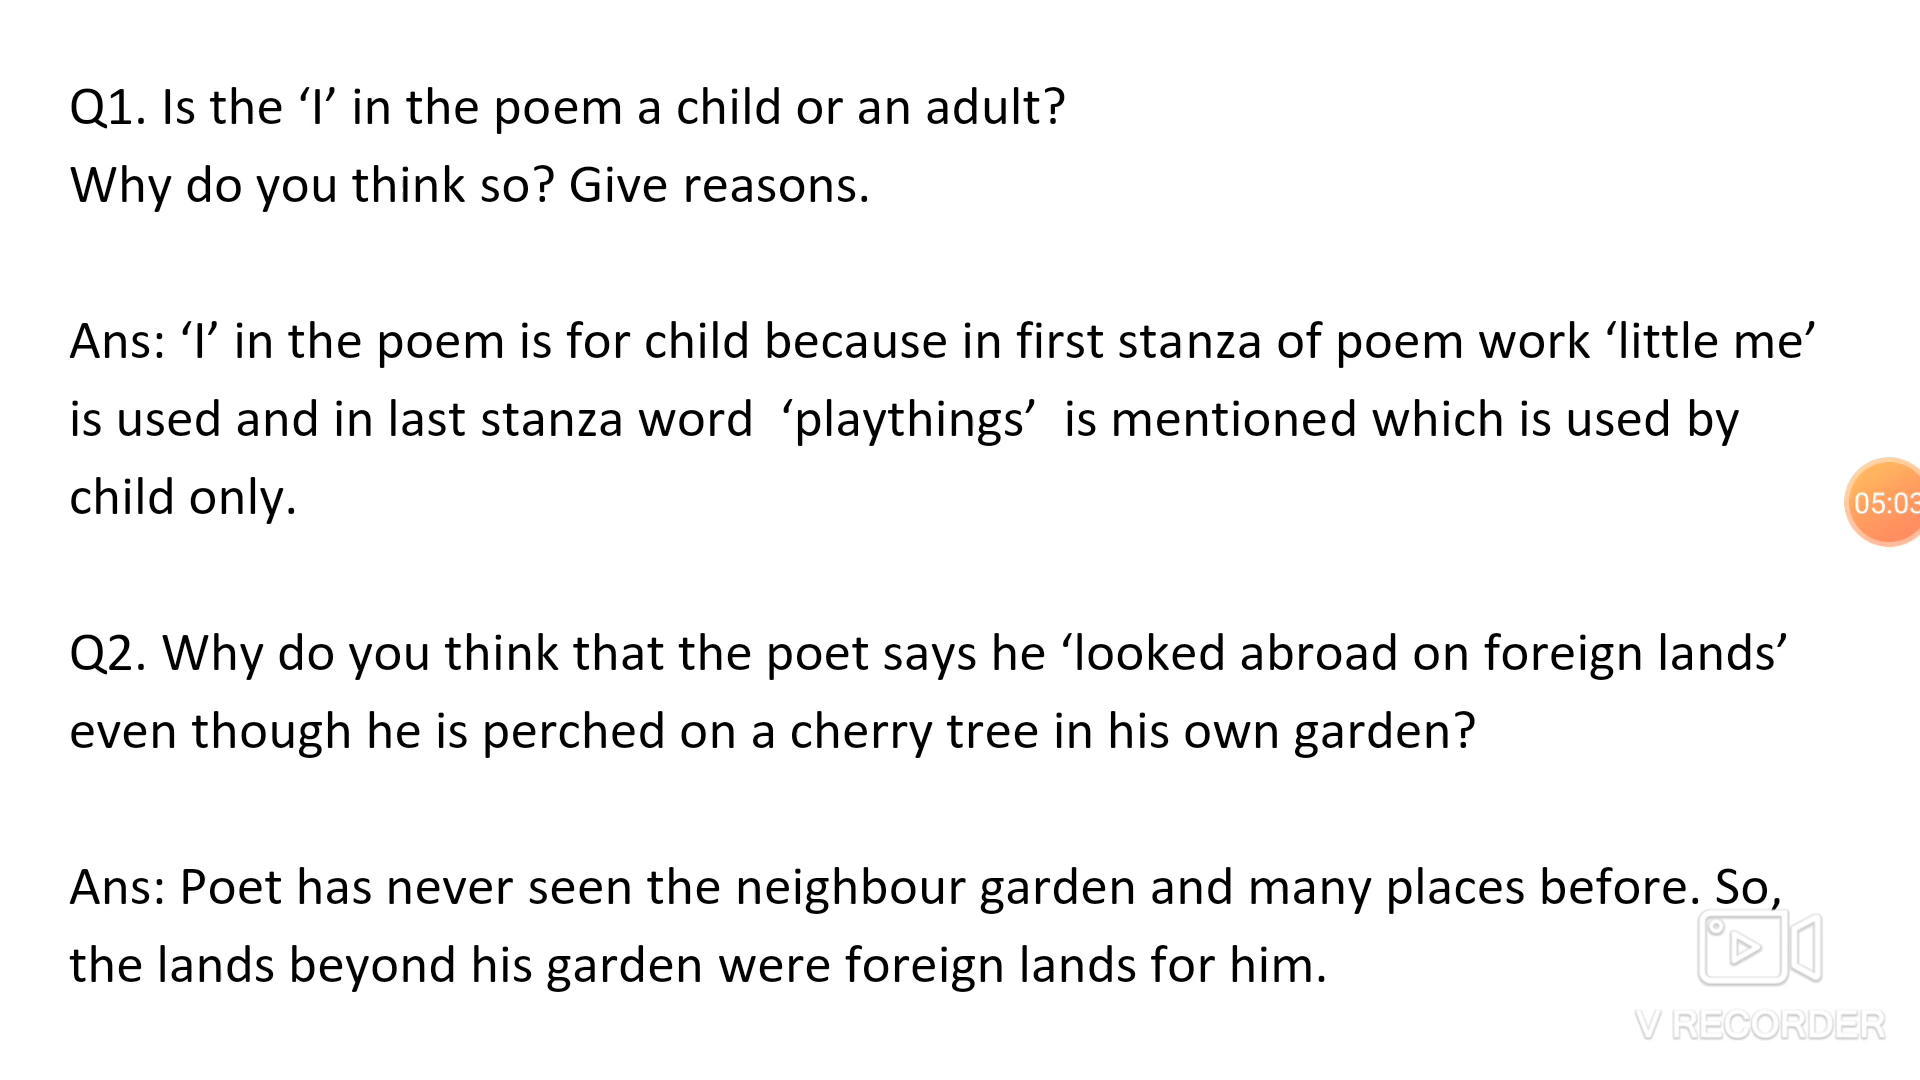 Q1. Is the ‘I’ in the poem a child or an adult?
Why do you think so? Give reasons.
Ans: ‘I’ in the poem is for child because in first stanza of poem work ‘little me’
is used and in last stanza word ‘playthings’ is mentioned which is used by
child only.
05:03
Q2. Why do you think that the poet says he ‘looked abroad on foreign lands’
even though he is perched on a cherry tree in his own garden?
Ans: Poet has never seen the neighbour garden and many places before. So,
the lands beyond his garden were foreign lands for him.
V RECORDER